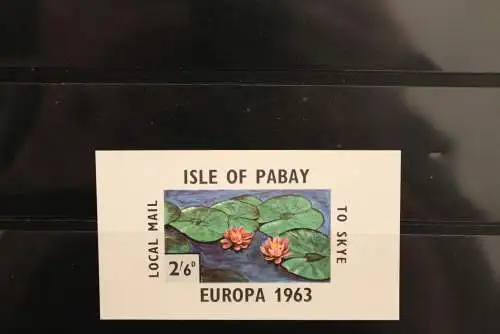 ISLE OF PABAY
LOCAL MAIL
TO SKYE
2/6ᴰ
EUROPA 1963